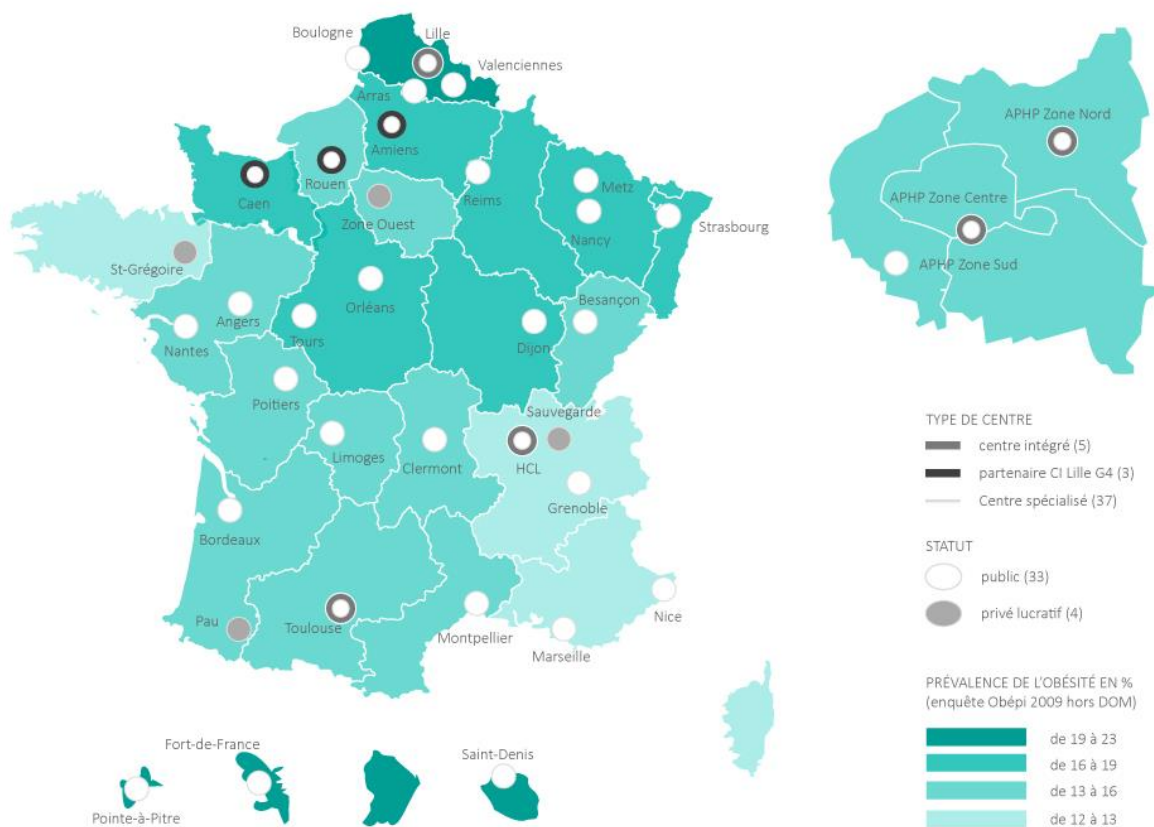 Boulogne
Lille
Valenciennes
Arras
Amiens
Rouen
Caen
Reims
Metz
Nancy
Strasbourg
Zone Ouest
St-Grégoire
Orléans
Angers
Tours
Nantes
Besançon
Dijon
Poitiers
Sauvegarde
Limoges
Clermont
HCL
Grenoble
Bordeaux
Pau
Toulouse
Montpellier
Marseille
Nice
Fort-de-France
Saint-Denis
Pointe-à-Pitre
APHP Zone Nord
APHP Zone Centre
APHP Zone Sud
TYPE DE CENTRE
centre intégré (5)
partenaire CI Lille G4 (3)
Centre spécialisé (37)
STATUT
public (33)
privé lucratif (4)
PRÉVALENCE DE L'OBÉSITÉ EN %
(enquête Obépi 2009 hors DOM)
de 19 à 23
de 16 à 19
de 13 à 16
de 12 à 13